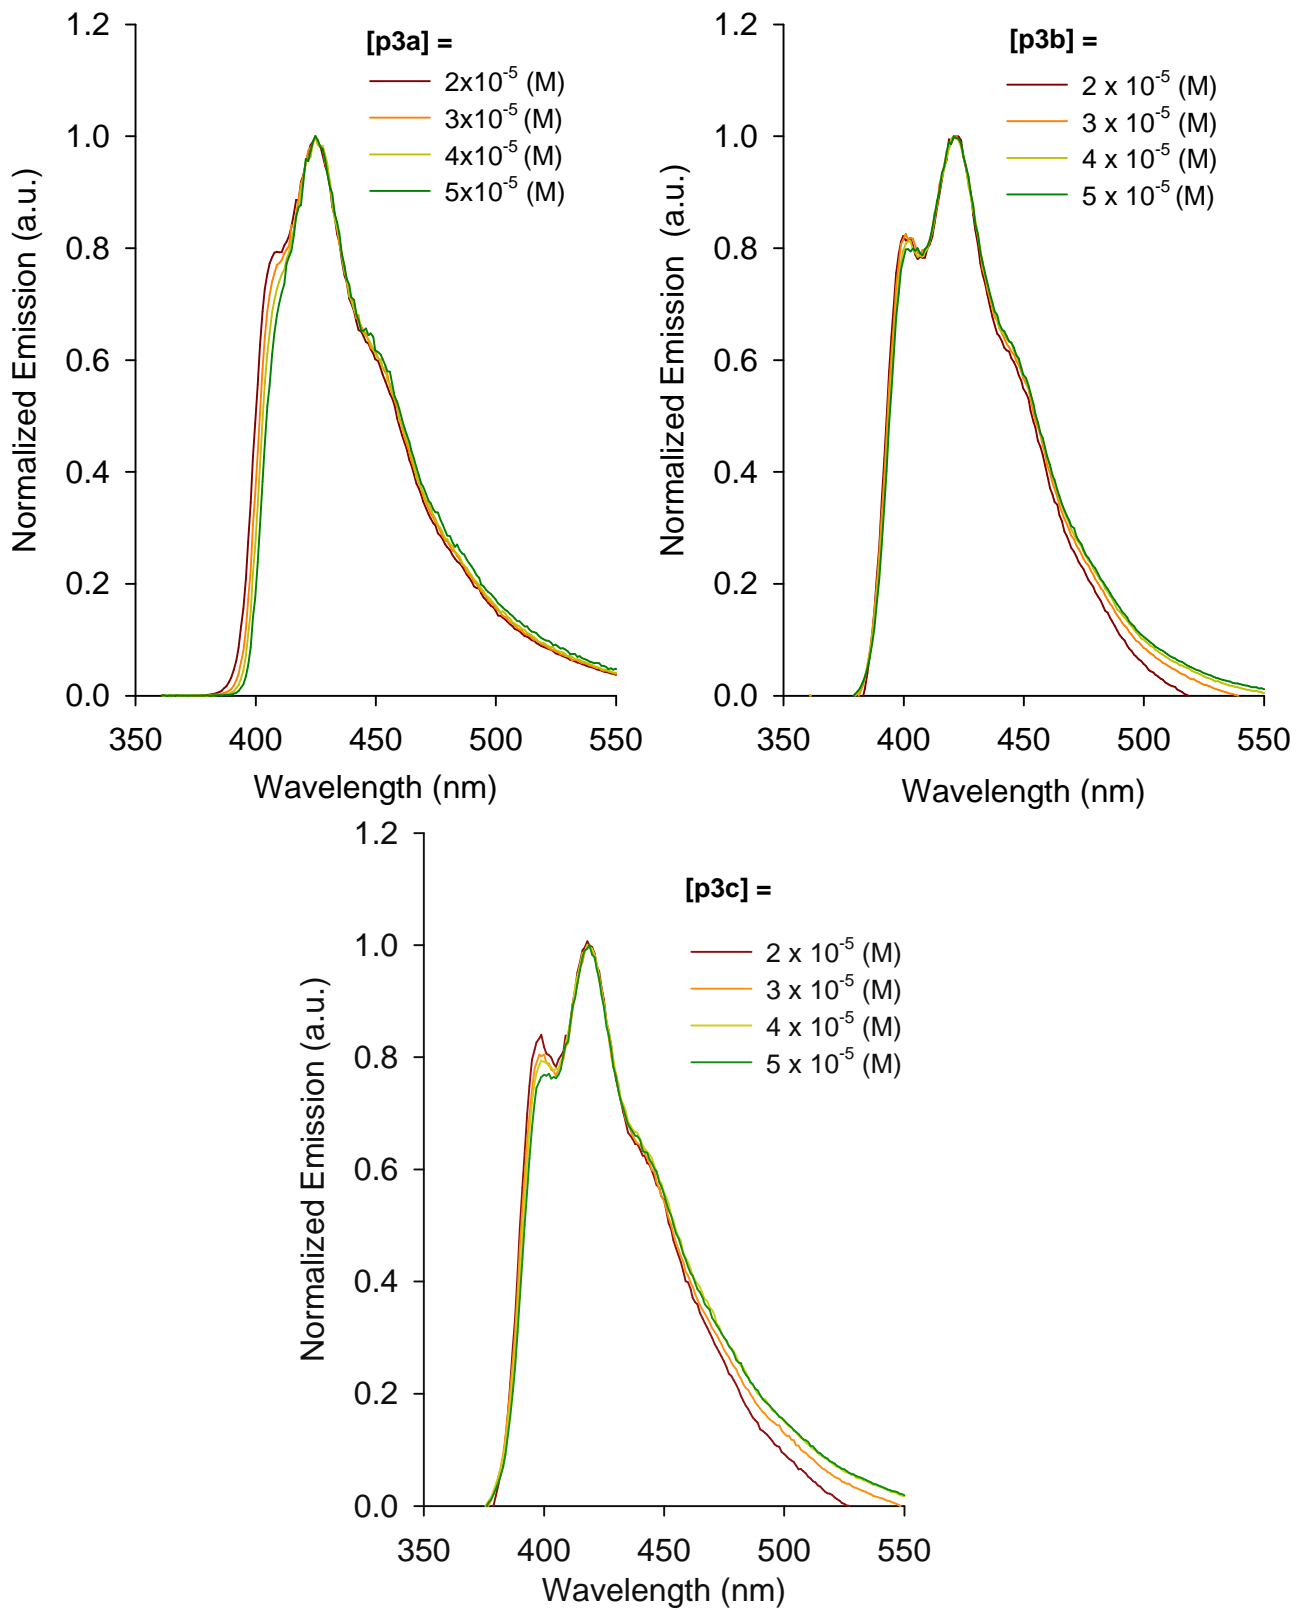 [p3a] =
2x10⁻⁵ (M)
3x10⁻⁵ (M)
4x10⁻⁵ (M)
5x10⁻⁵ (M)
Normalized Emission (a.u.)
1.2
1.0
0.8
0.6
0.4
0.2
0.0
350 400 450 500 550
Wavelength (nm)
[p3b] =
2 x 10⁻⁵ (M)
3 x 10⁻⁵ (M)
4 x 10⁻⁵ (M)
5 x 10⁻⁵ (M)
Normalized Emission (a.u.)
1.2
1.0
0.8
0.6
0.4
0.2
0.0
350 400 450 500 550
Wavelength (nm)
[p3c] =
2 x 10⁻⁵ (M)
3 x 10⁻⁵ (M)
4 x 10⁻⁵ (M)
5 x 10⁻⁵ (M)
Normalized Emission (a.u.)
1.2
1.0
0.8
0.6
0.4
0.2
0.0
350 400 450 500 550
Wavelength (nm)